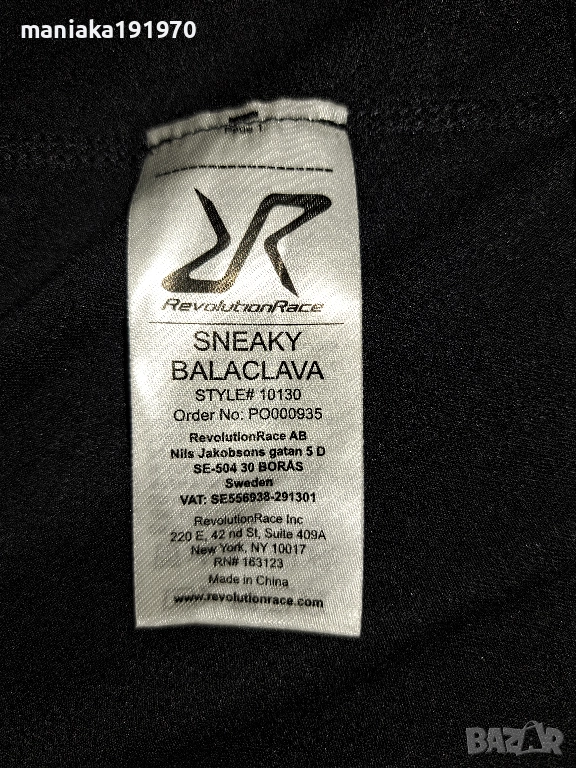 maniaka191970
RevolutionRace
SNEAKY
BALACLAVA
STYLE# 10130
Order No: PO000935
RevolutionRace AB
Nils Jakobsons gatan 5 D
SE-504 30 BORÅS
Sweden
VAT: SE556938-291301
RevolutionRace Inc
220 E, 42 nd St, Suite 409A
New York, NY 10017
RN# 163123
Made in China
www.revolutionrace.com
BAZAR